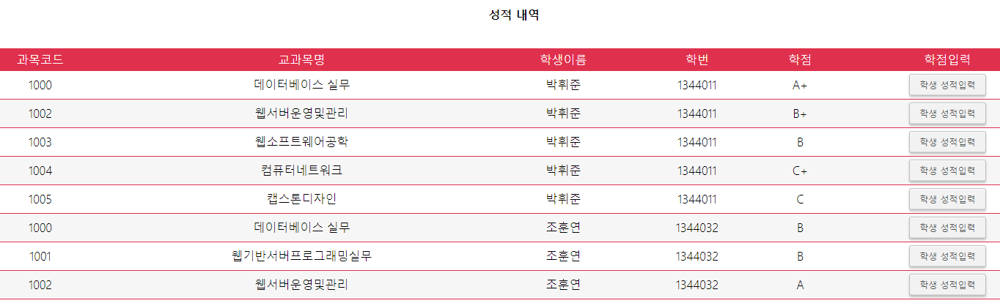 성적 내역
과목코드 교과목명 학생이름 학번 학점 학점입력
1000 데이터베이스 실무 박휘준 1344011 A+ 학생 성적입력
1002 웹서버운영및관리 박휘준 1344011 B+ 학생 성적입력
1003 웹소프트웨어공학 박휘준 1344011 B 학생 성적입력
1004 컴퓨터네트워크 박휘준 1344011 C+ 학생 성적입력
1005 캡스톤디자인 박휘준 1344011 C 학생 성적입력
1000 데이터베이스 실무 조훈연 1344032 B 학생 성적입력
1001 웹기반서버프로그래밍실무 조훈연 1344032 B 학생 성적입력
1002 웹서버운영및관리 조훈연 1344032 A 학생 성적입력